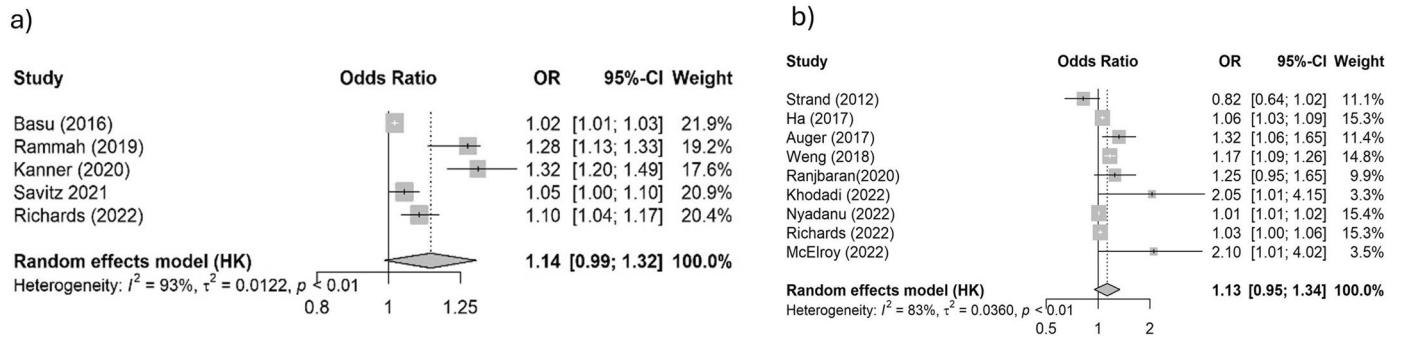 a)
Study Odds Ratio OR 95%-CI Weight
Basu (2016) 1.02 [1.01; 1.03] 21.9%
Rammah (2019) 1.28 [1.13; 1.33] 19.2%
Kanner (2020) 1.32 [1.20; 1.49] 17.6%
Savitz 2021 1.05 [1.00; 1.10] 20.9%
Richards (2022) 1.10 [1.04; 1.17] 20.4%
Random effects model (HK) 1.14 [0.99; 1.32] 100.0%
Heterogeneity: I² = 93%, τ² = 0.0122, p < 0.01
0.8 1 1.25
b)
Study Odds Ratio OR 95%-CI Weight
Strand (2012) 0.82 [0.64; 1.02] 11.1%
Ha (2017) 1.06 [1.03; 1.09] 15.3%
Auger (2017) 1.32 [1.06; 1.65] 11.4%
Weng (2018) 1.17 [1.09; 1.26] 14.8%
Ranjbaran(2020) 1.25 [0.95; 1.65] 9.9%
Khodadi (2022) 2.05 [1.01; 4.15] 3.3%
Nyadanu (2022) 1.01 [1.01; 1.02] 15.4%
Richards (2022) 1.03 [1.00; 1.06] 15.3%
McElroy (2022) 2.10 [1.01; 4.02] 3.5%
Random effects model (HK) 1.13 [0.95; 1.34] 100.0%
Heterogeneity: I² = 83%, τ² = 0.0360, p < 0.01
0.5 1 2